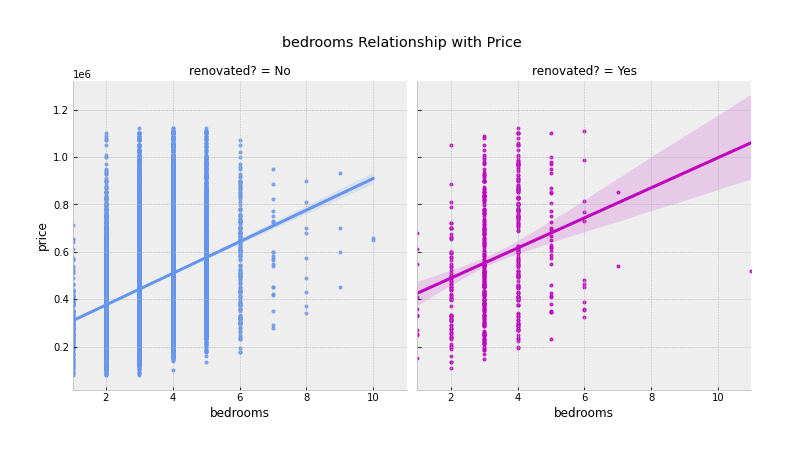 bedrooms Relationship with Price
renovated? = No
renovated? = Yes
1e6
1.2
1.0
0.8
0.6
0.4
0.2
price
2 4 6 8 10
2 4 6 8 10
bedrooms
bedrooms